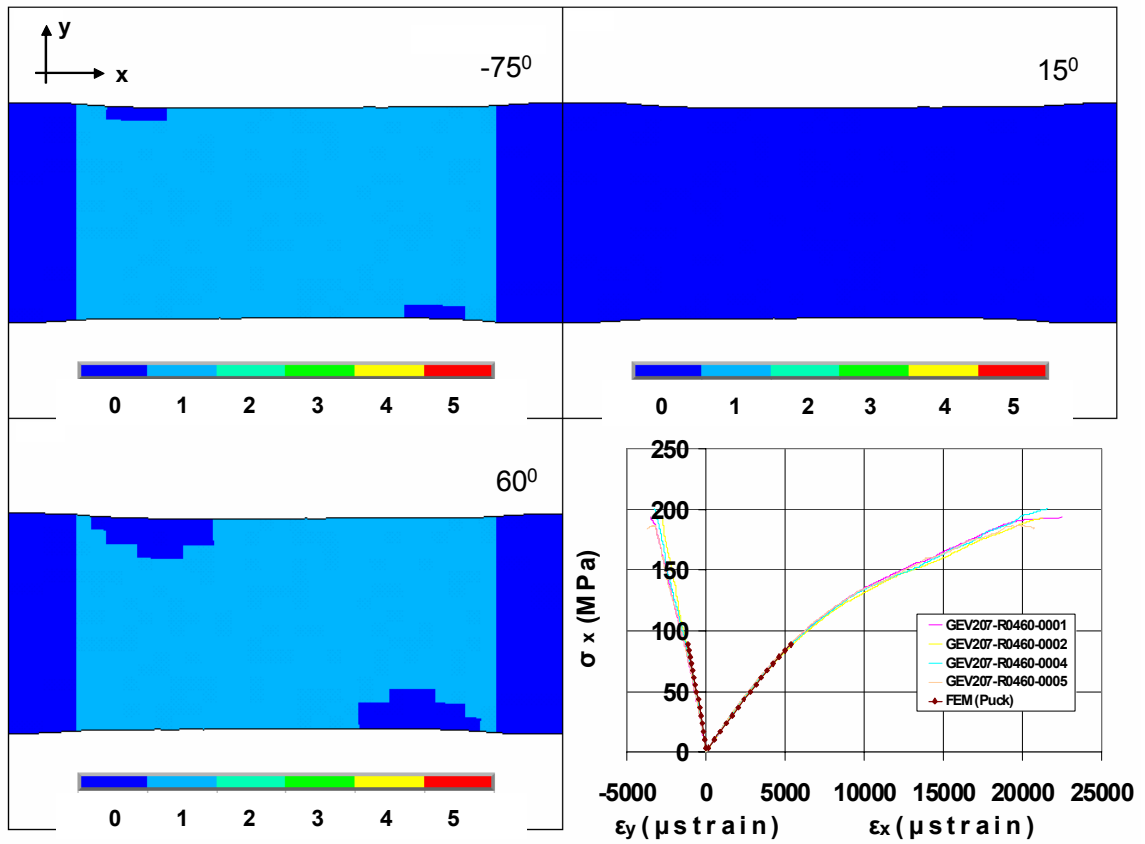 y
x
-75⁰
0 1 2 3 4 5
15⁰
0 1 2 3 4 5
60⁰
0 1 2 3 4 5
250
200
150
100
50
0
σ x (MPa)
-5000 0 5000 10000 15000 20000 25000
εy (μstrain) εx (μstrain)
GEV207-R0460-0001
GEV207-R0460-0002
GEV207-R0460-0004
GEV207-R0460-0005
FEM (Puck)